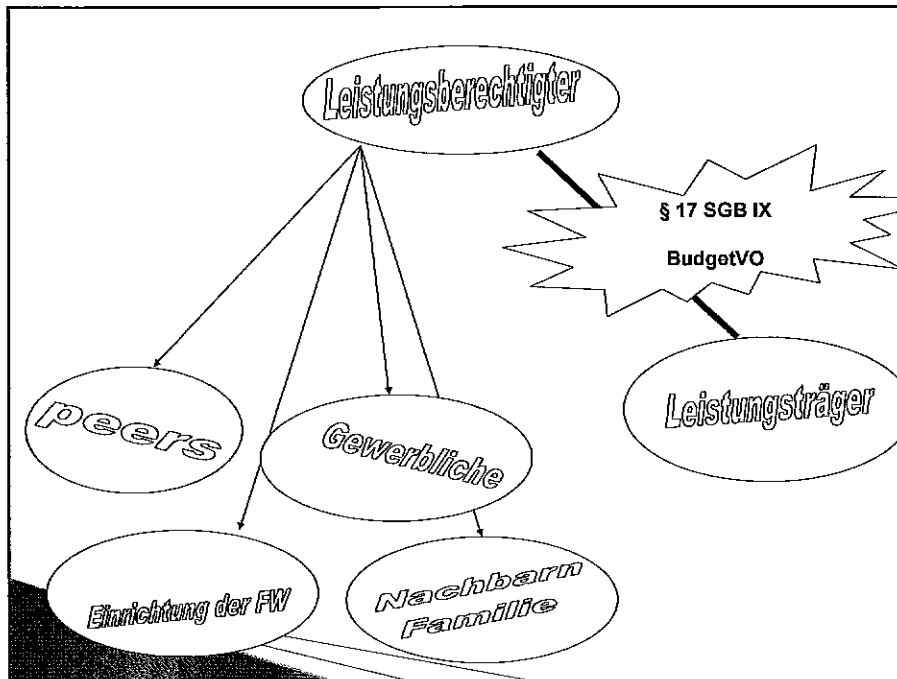 Leistungsberechtigter
§ 17 SGB IX
BudgetVO
Leistungsträger
peers
Gewerbliche
Einrichtung der FW
Nachbarn
Familie